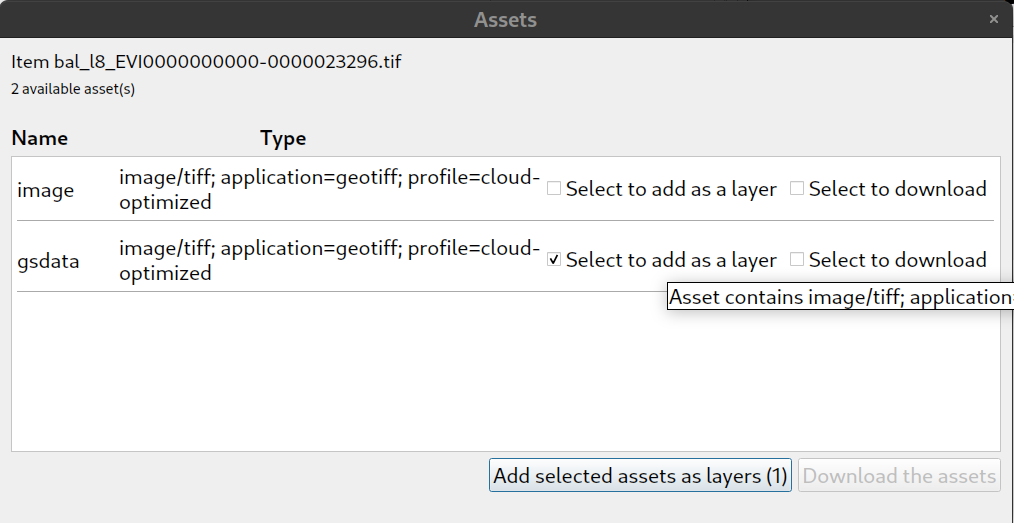 Assets
Item bal_l8_EVI0000000000-0000023296.tif
2 available asset(s)
Name Type
image image/tiff; application=geotiff; profile=cloud-
optimized Select to add as a layer Select to download
gsdata image/tiff; application=geotiff; profile=cloud-
optimized Select to add as a layer Select to download
Asset contains image/tiff; application=
Add selected assets as layers (1) Download the assets